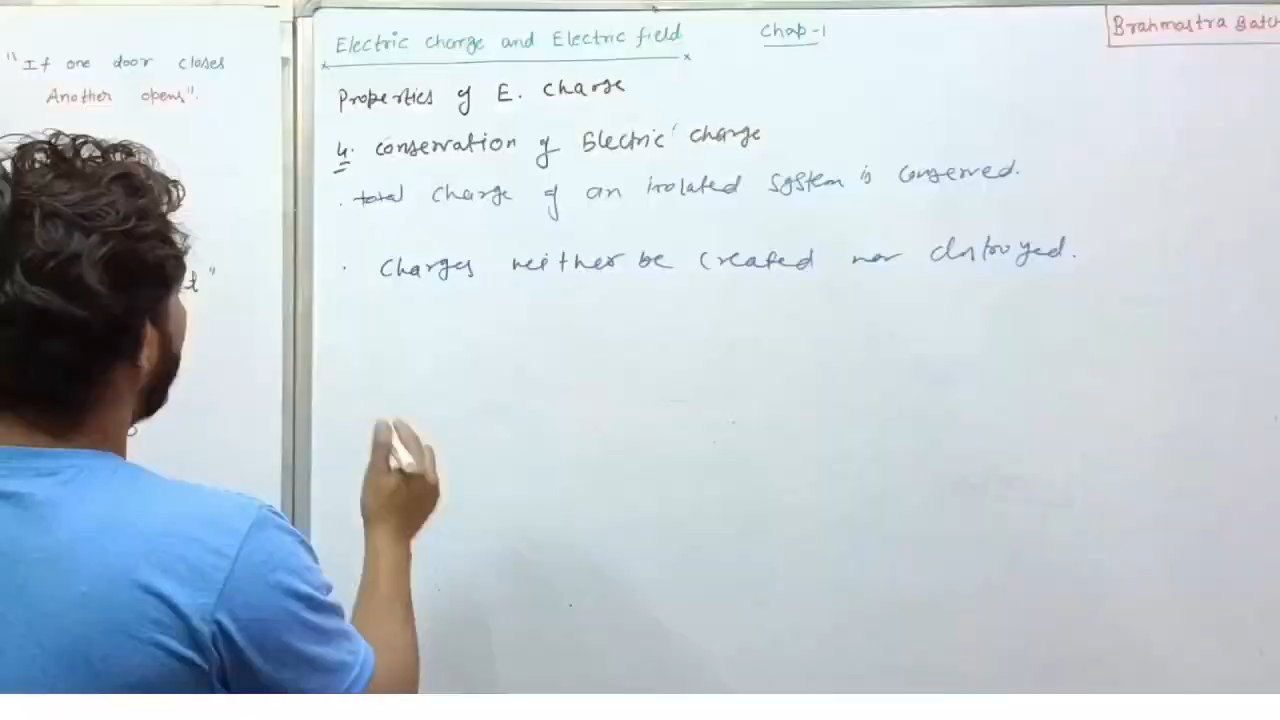 "If one door closes
Another opens".
t"
Electric charge and Electric field Chap-1
Brahmastra Batch
Properties of E. Charge
4. Conservation of Electric charge
. total charge of an isolated system is conserved.
. Charges neither be created nor destroyed.